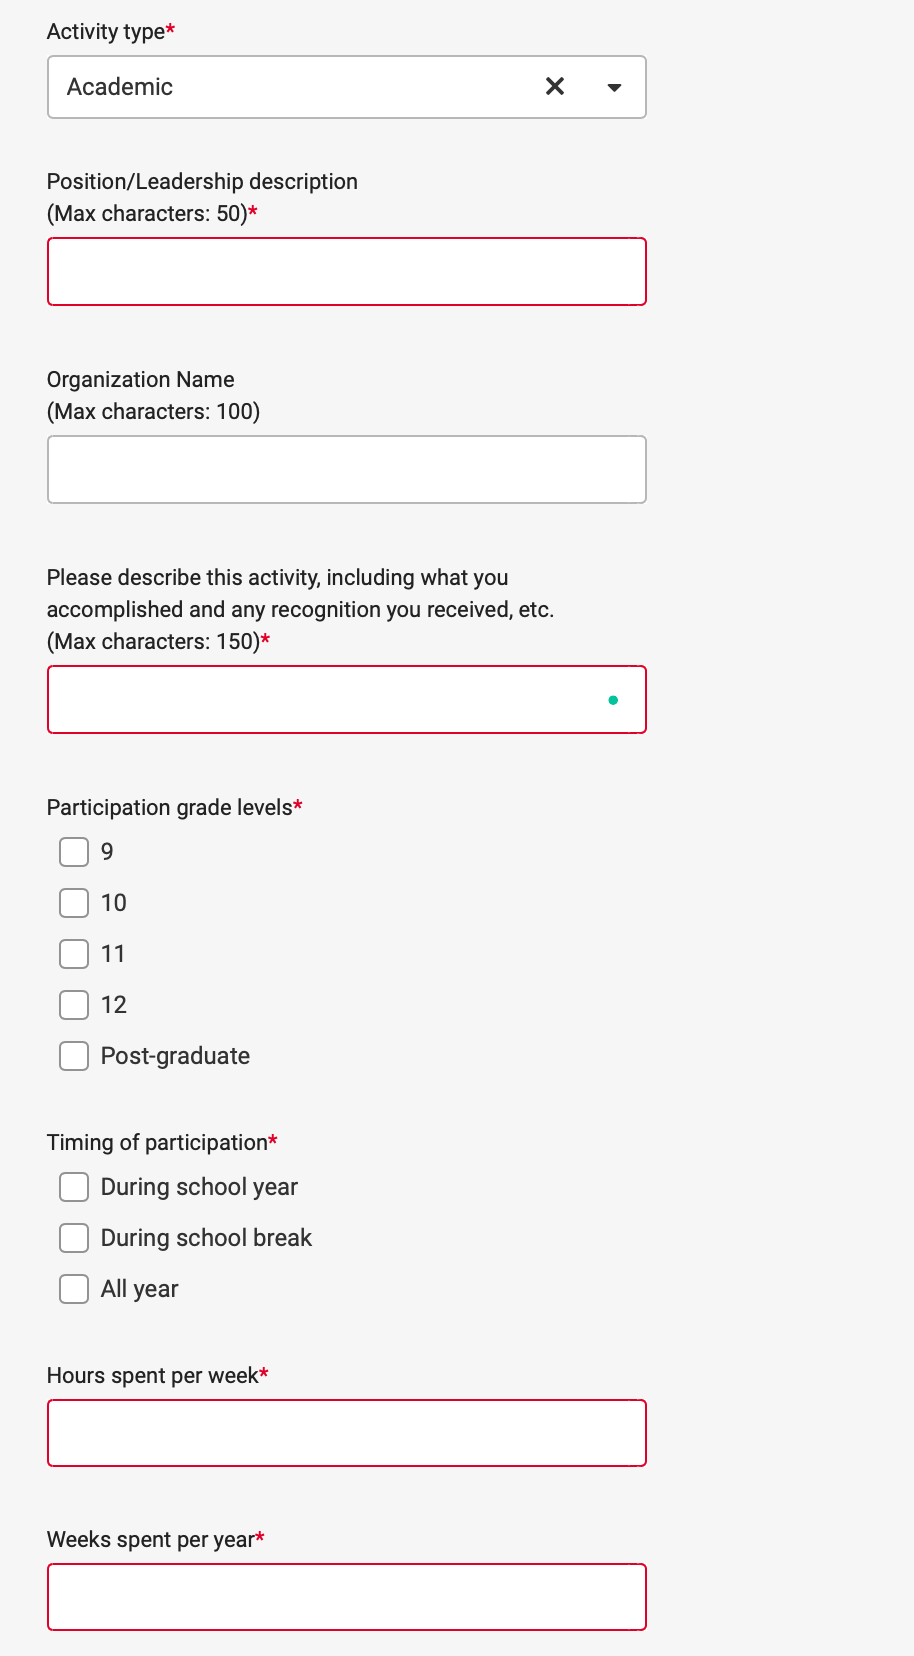 Activity type*
Academic
Position/Leadership description
(Max characters: 50)*
Organization Name
(Max characters: 100)
Please describe this activity, including what you
accomplished and any recognition you received, etc.
(Max characters: 150)*
Participation grade levels*
9
10
11
12
Post-graduate
Timing of participation*
During school year
During school break
All year
Hours spent per week*
Weeks spent per year*